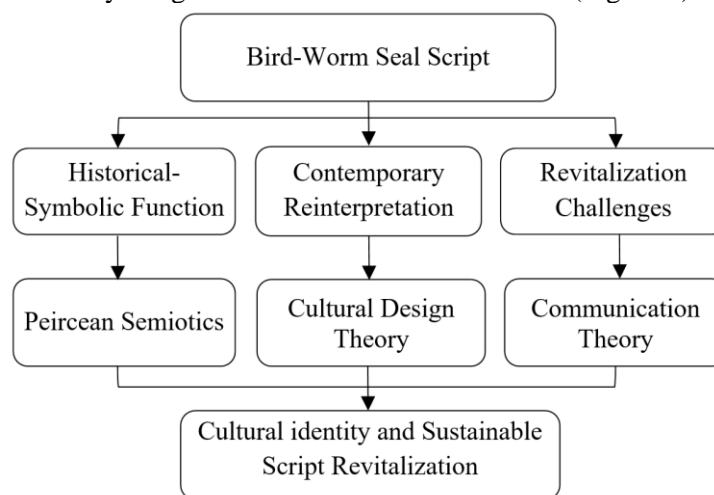 Bird-Worm Seal Script
Historical-
Symbolic Function
Contemporary
Reinterpretation
Revitalization
Challenges
Peircean Semiotics
Cultural Design
Theory
Communication
Theory
Cultural identity and Sustainable
Script Revitalization